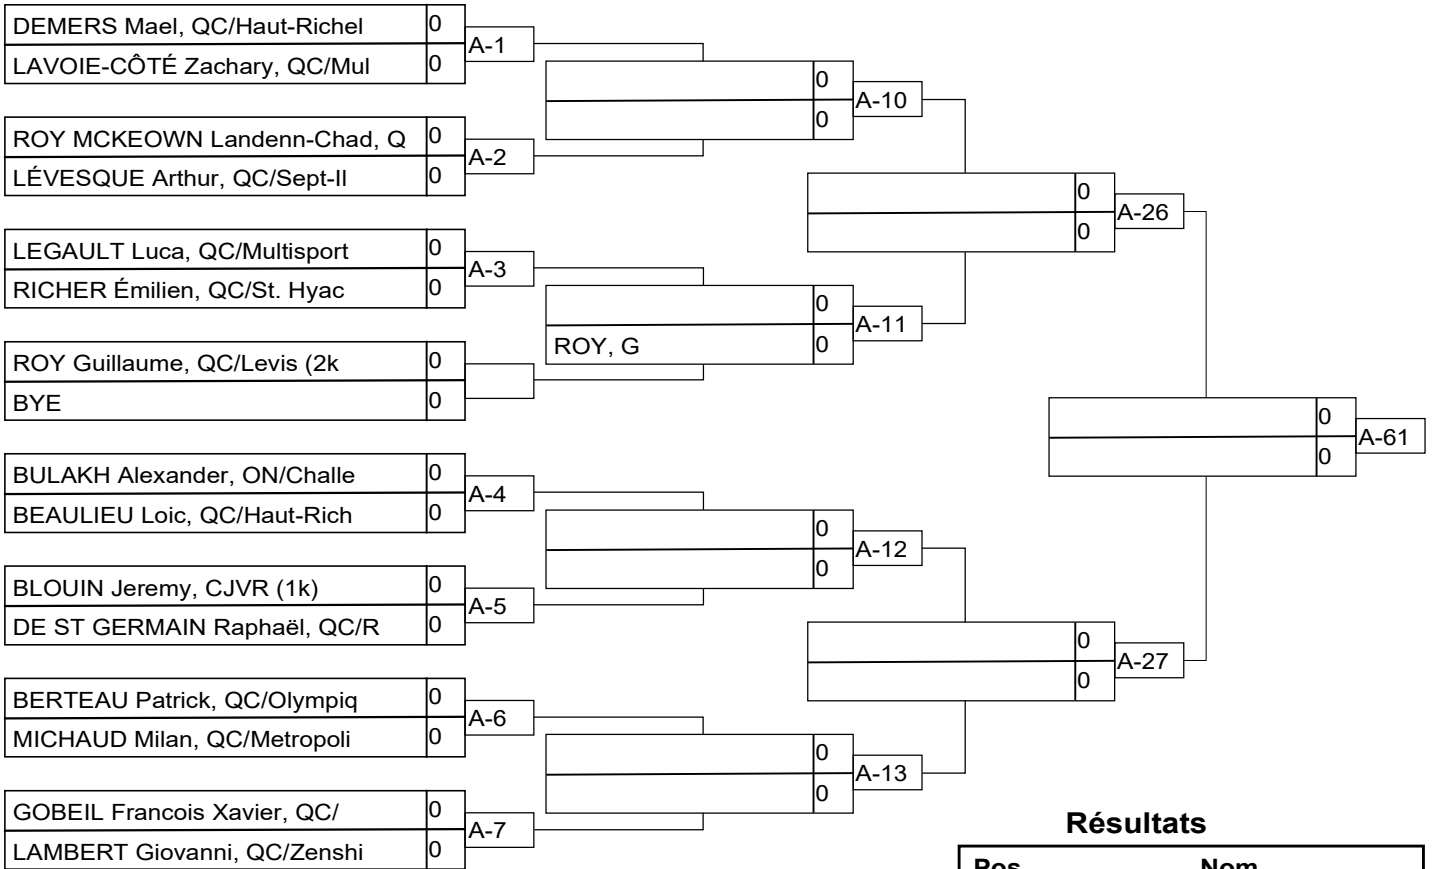 DEMERS Mael, QC/Haut-Richel 0
A-1
LAVOIE-CÔTÉ Zachary, QC/Mul 0
0
A-10
0
ROY MCKEOWN Landenn-Chad, Q 0
A-2
LÉVESQUE Arthur, QC/Sept-Il 0
0
A-26
0
LEGAULT Luca, QC/Multisport 0
A-3
RICHER Émilien, QC/St. Hyac 0
0
A-11
ROY, G 0
ROY Guillaume, QC/Levis (2k 0
BYE 0
0
A-61
0
BULAKH Alexander, ON/Challe 0
A-4
BEAULIEU Loic, QC/Haut-Rich 0
0
A-12
0
BLOUIN Jeremy, CJVR (1k) 0
A-5
DE ST GERMAIN Raphaël, QC/R 0
0
A-27
0
BERTEAU Patrick, QC/Olympiq 0
A-6
MICHAUD Milan, QC/Metropoli 0
0
A-13
0
GOBEIL Francois Xavier, QC/ 0
A-7
LAMBERT Giovanni, QC/Zenshi 0
Résultats
Pos Nom